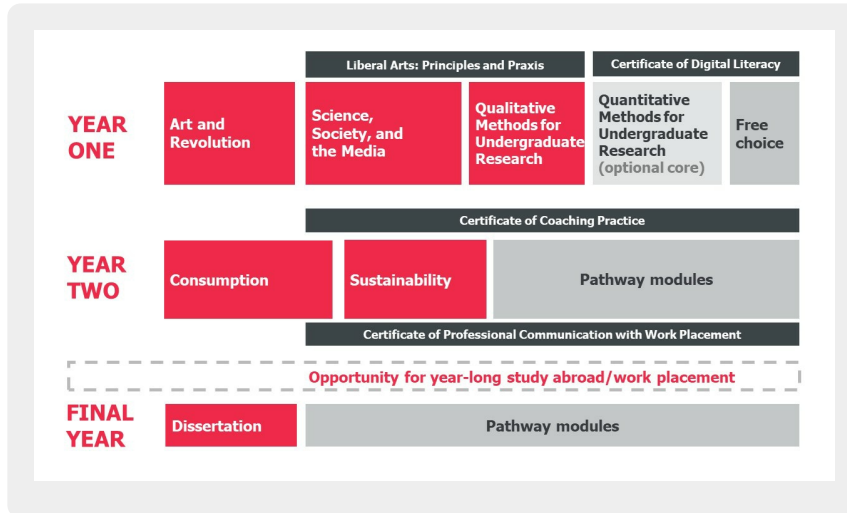 Liberal Arts: Principles and Praxis
Certificate of Digital Literacy
YEAR
ONE
Art and
Revolution
Science,
Society, and
the Media
Qualitative
Methods for
Undergraduate
Research
Quantitative
Methods for
Undergraduate
Research
(optional core)
Free
choice
Certificate of Coaching Practice
YEAR
TWO
Consumption
Sustainability
Pathway modules
Certificate of Professional Communication with Work Placement
Opportunity for year-long study abroad/work placement
FINAL
YEAR
Dissertation
Pathway modules